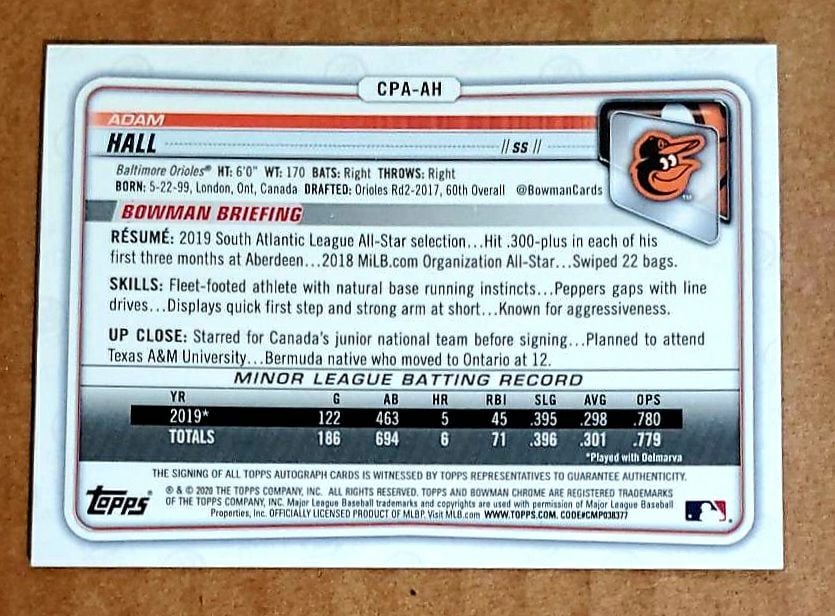 CPA-AH
ADAM
HALL // SS //
Baltimore Orioles® HT: 6'0" WT: 170 BATS: Right THROWS: Right
BORN: 5-22-99, London, Ont, Canada DRAFTED: Orioles Rd2-2017, 60th Overall @BowmanCards
BOWMAN BRIEFING
RÉSUMÉ: 2019 South Atlantic League All-Star selection...Hit .300-plus in each of his
first three months at Aberdeen...2018 MiLB.com Organization All-Star...Swiped 22 bags.
SKILLS: Fleet-footed athlete with natural base running instincts...Peppers gaps with line
drives...Displays quick first step and strong arm at short...Known for aggressiveness.
UP CLOSE: Starred for Canada's junior national team before signing...Planned to attend
Texas A&M University...Bermuda native who moved to Ontario at 12.
MINOR LEAGUE BATTING RECORD
YR G AB HR RBI SLG AVG OPS
2019* 122 463 5 45 .395 .298 .780
TOTALS 186 694 6 71 .396 .301 .779
*Played with Delmarva
THE SIGNING OF ALL TOPPS AUTOGRAPH CARDS IS WITNESSED BY TOPPS REPRESENTATIVES TO GUARANTEE AUTHENTICITY.
Topps® ® & © 2020 THE TOPPS COMPANY, INC. ALL RIGHTS RESERVED. TOPPS AND BOWMAN CHROME ARE REGISTERED TRADEMARKS
OF THE TOPPS COMPANY, INC. Major League Baseball trademarks and copyrights are used with permission of Major League Baseball
Properties, Inc. OFFICIALLY LICENSED PRODUCT OF MLBP. Visit MLB.com WWW.TOPPS.COM. CODE#CMP038377